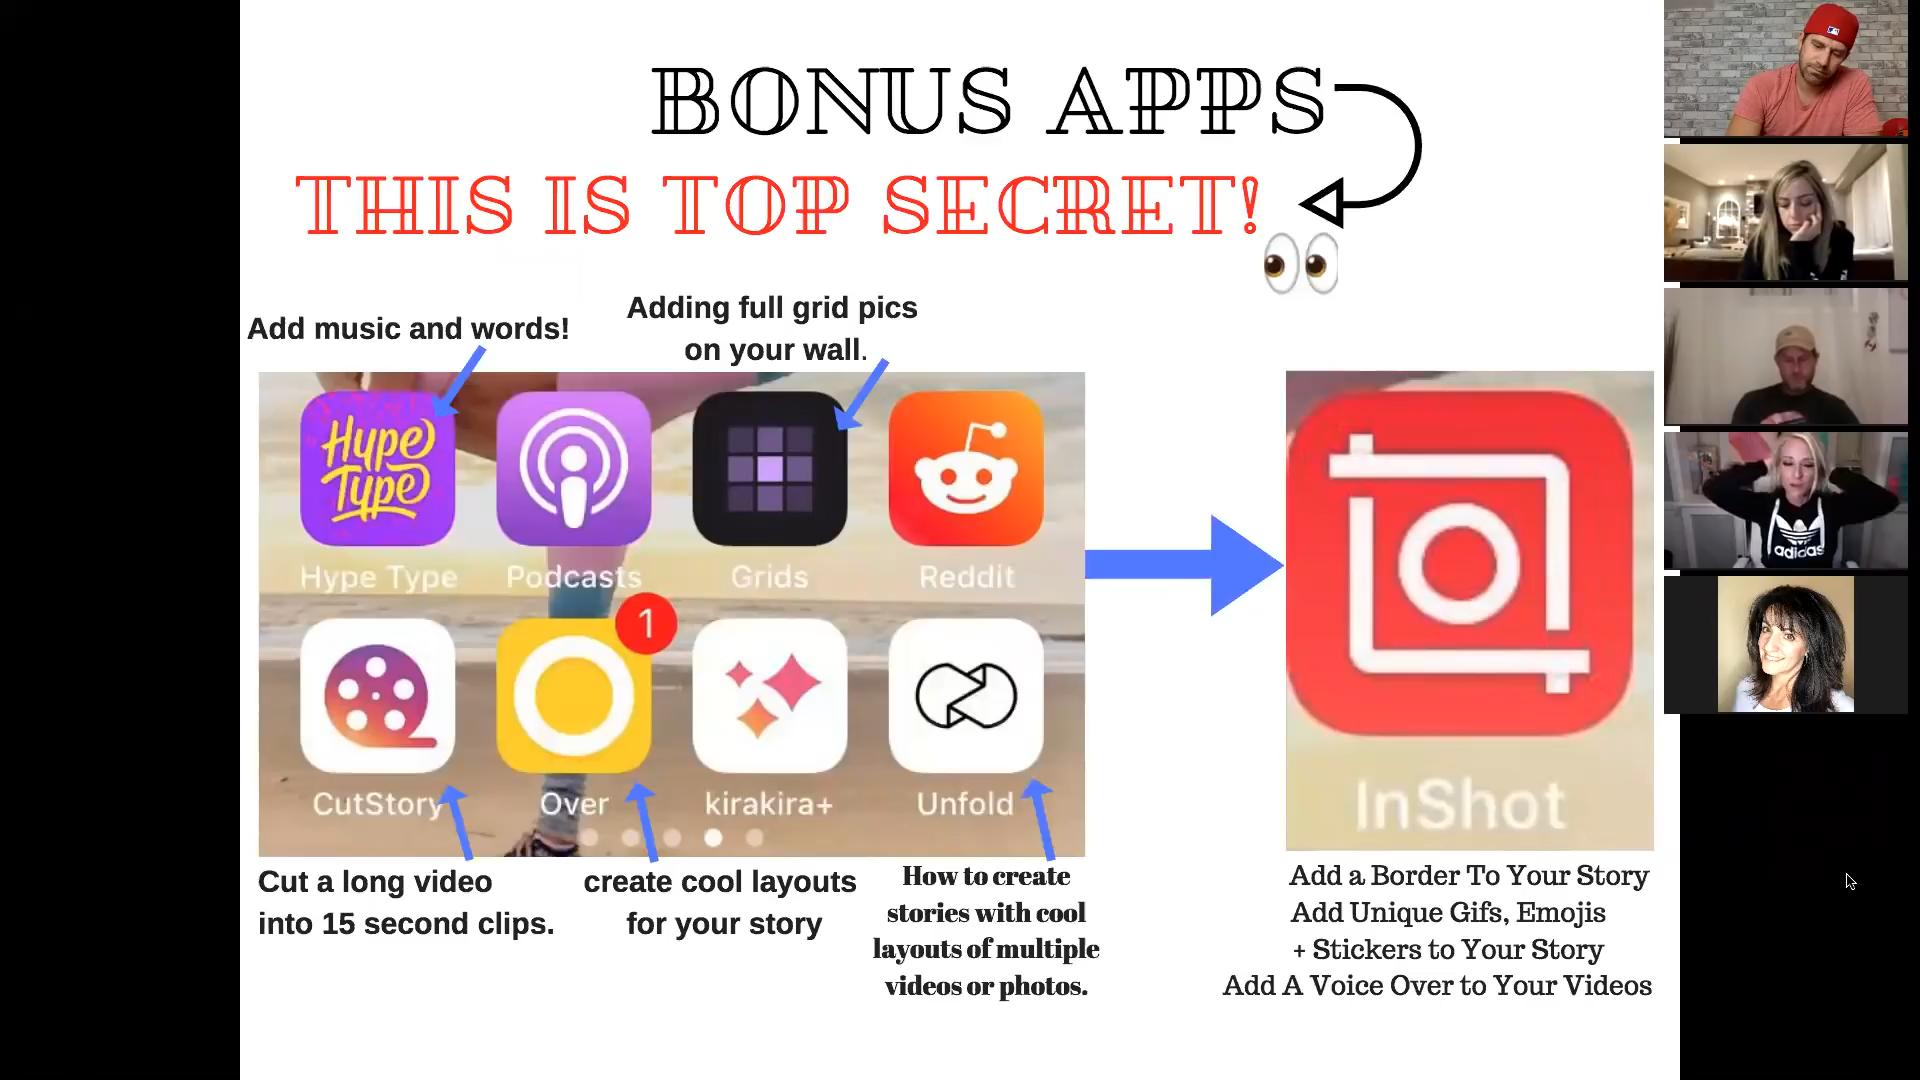 BONUS APPS
THIS IS TOP SECRET!
Add music and words!
Adding full grid pics
on your wall.
Hype
Type
Hype Type
Podcasts
Grids
Reddit
1
CutStory
Over
kirakira+
Unfold
InShot
Cut a long video
into 15 second clips.
create cool layouts
for your story
How to create
stories with cool
layouts of multiple
videos or photos.
Add a Border To Your Story
Add Unique Gifs, Emojis
+ Stickers to Your Story
Add A Voice Over to Your Videos
adidas